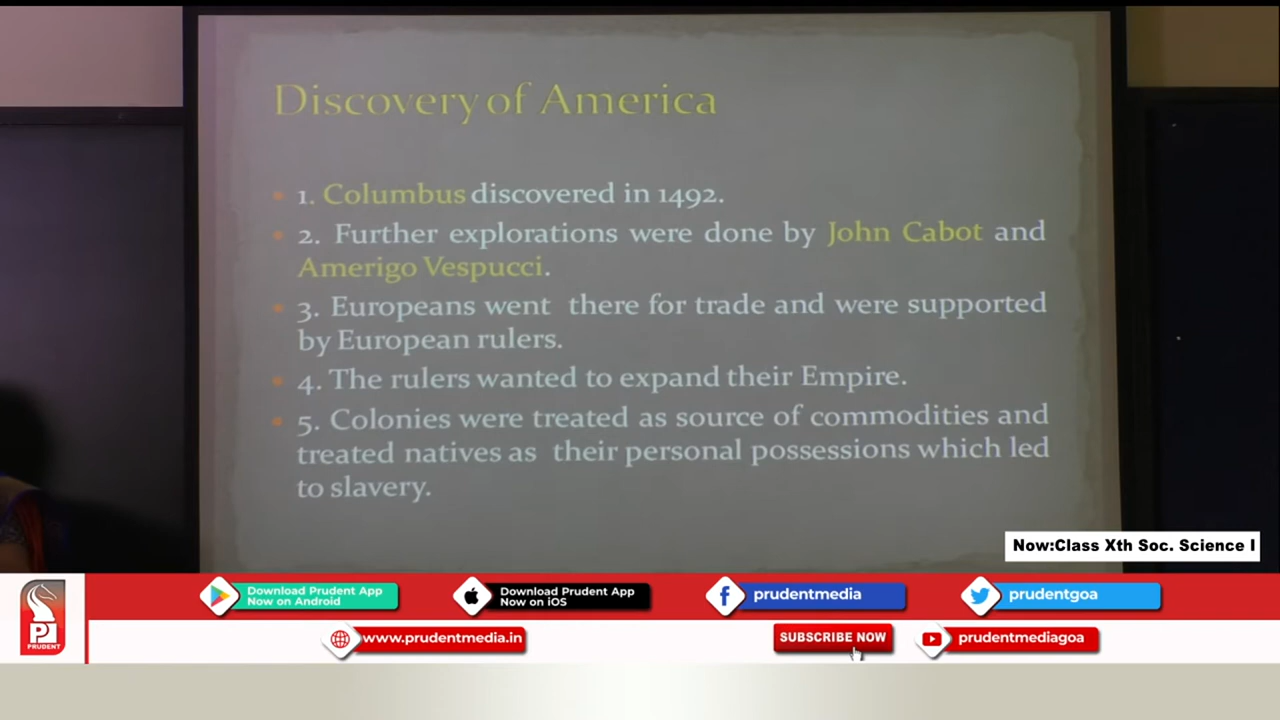 Discovery of America
1. Columbus discovered in 1492.
2. Further explorations were done by John Cabot and
Amerigo Vespucci.
3. Europeans went there for trade and were supported
by European rulers.
4. The rulers wanted to expand their Empire.
5. Colonies were treated as source of commodities and
treated natives as their personal possessions which led
to slavery.
Now:Class Xth Soc. Science I
PRUDENT
Download Prudent App
Now on Android
Download Prudent App
Now on iOS
prudentmedia
prudentgoa
www.prudentmedia.in
SUBSCRIBE NOW
prudentmediagoa